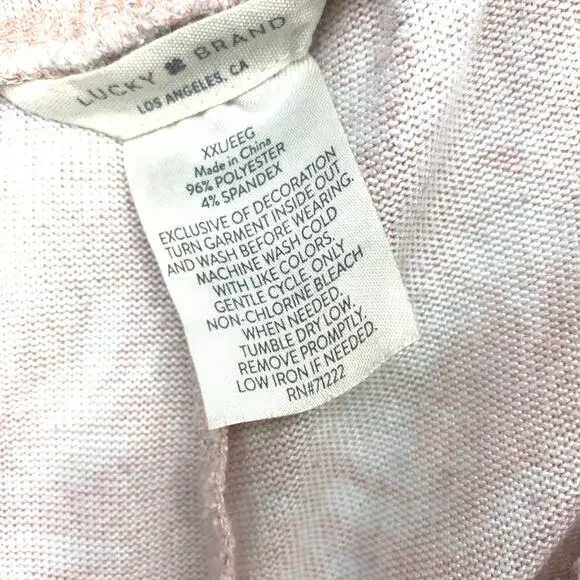 LUCKY BRAND
LOS ANGELES, CA
XXL/EEG
Made in China
96% POLYESTER
4% SPANDEX
EXCLUSIVE OF DECORATION
TURN GARMENT INSIDE OUT
AND WASH BEFORE WEARING.
MACHINE WASH COLD
WITH LIKE COLORS.
GENTLE CYCLE. ONLY
NON-CHLORINE BLEACH
WHEN NEEDED.
TUMBLE DRY LOW.
REMOVE PROMPTLY.
LOW IRON IF NEEDED.
RN#71222